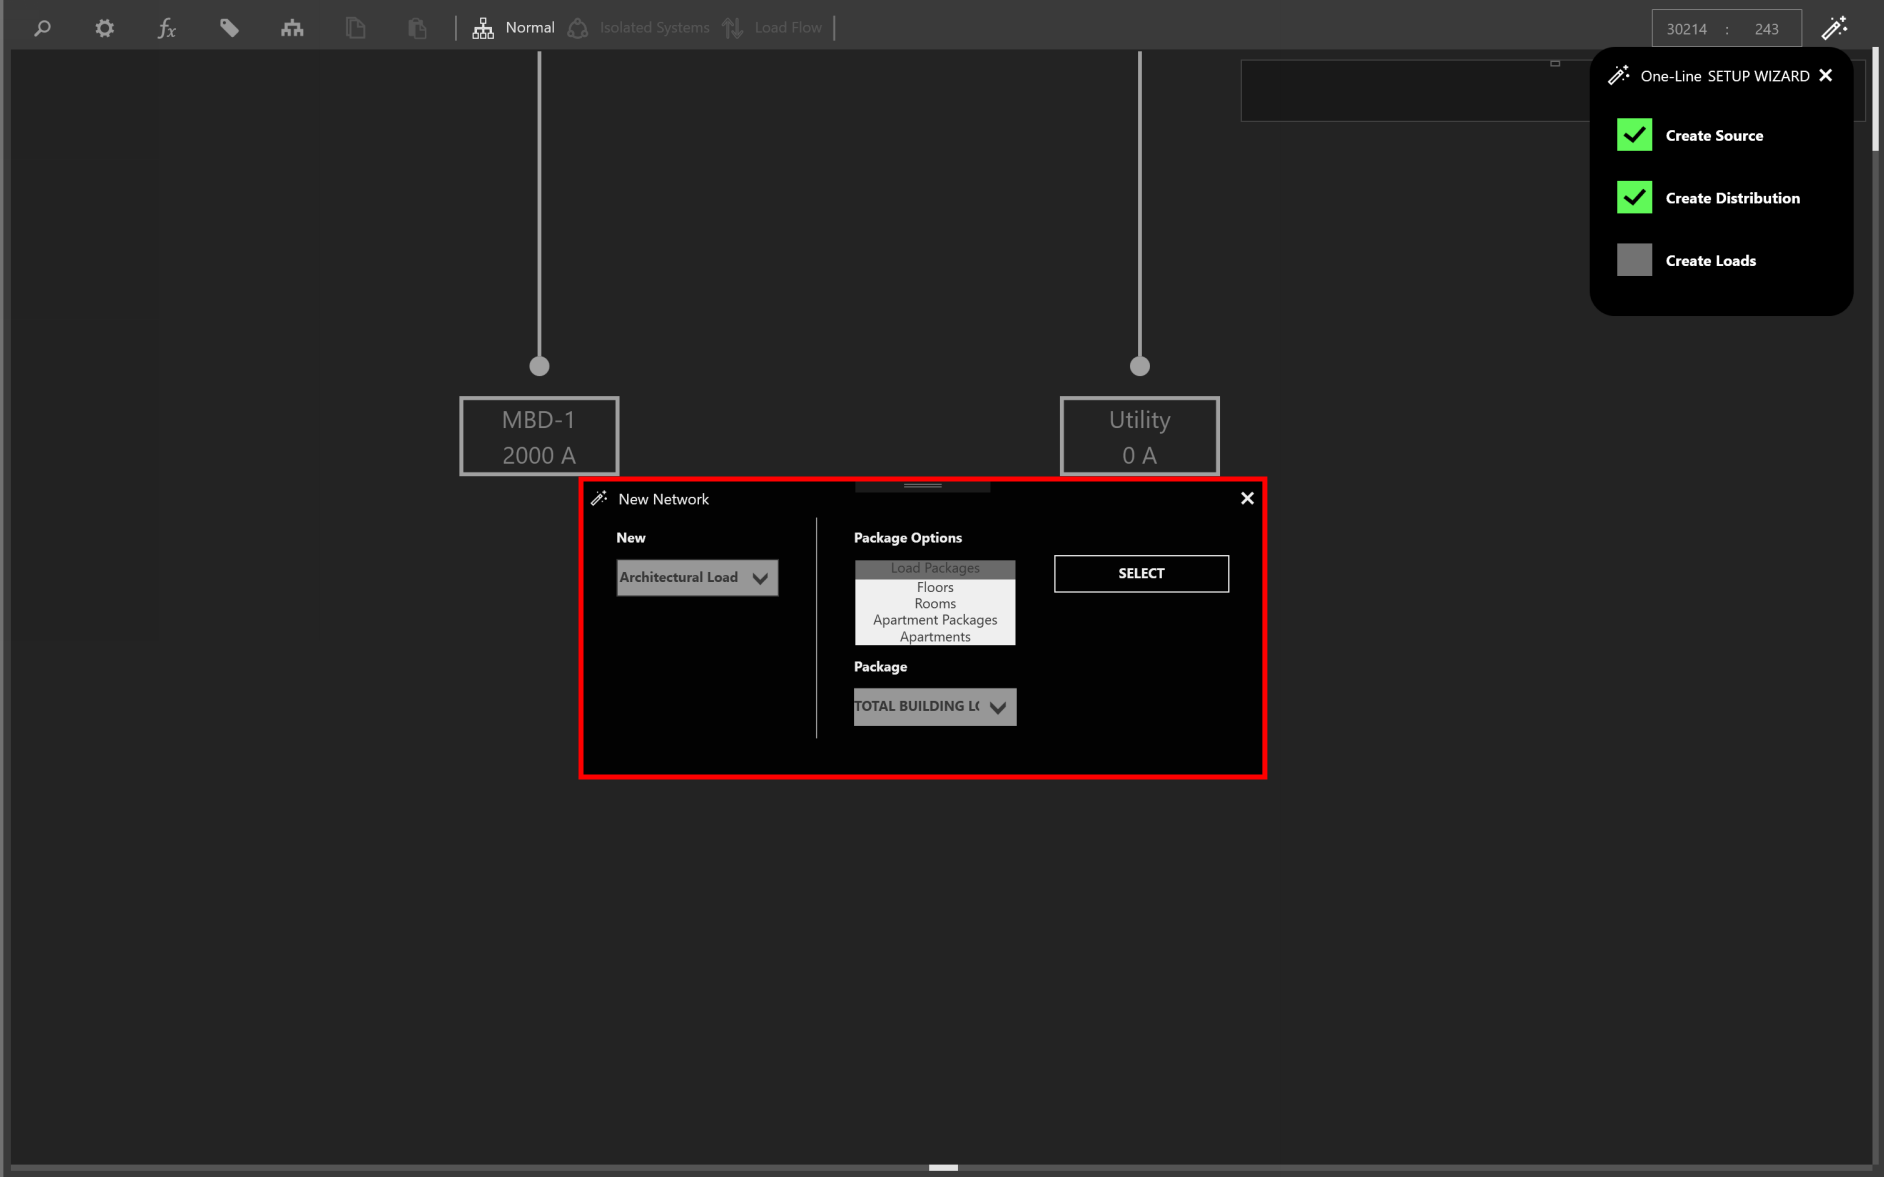 fx
Normal
Isolated Systems
Load Flow
30214 : 243
One-Line SETUP WIZARD
Create Source
Create Distribution
Create Loads
MBD-1
2000 A
Utility
0 A
New Network
New
Architectural Load
Package Options
Load Packages
Floors
Rooms
Apartment Packages
Apartments
SELECT
Package
TOTAL BUILDING LO